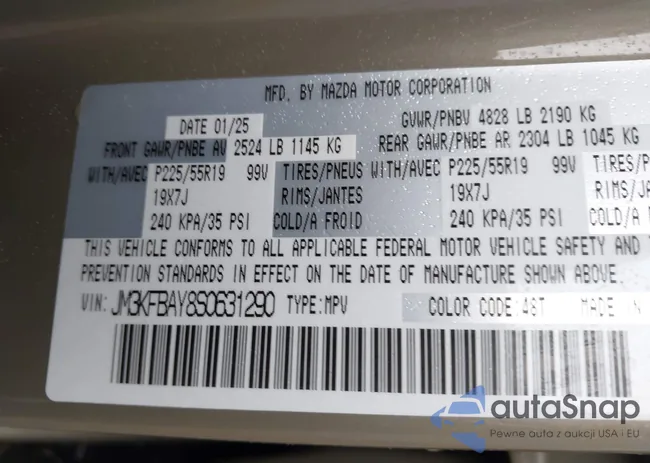 MFD. BY MAZDA MOTOR CORPORATION
DATE 01/25 GVWR/PNBV 4828 LB 2190 KG
FRONT GAWR/PNBE AV 2524 LB 1145 KG REAR GAWR/PNBE AR 2304 LB 1045 KG
WITH/AVEC P225/55R19 99V TIRES/PNEUS WITH/AVEC P225/55R19 99V TIRES/PN
19X7J RIMS/JANTES 19X7J RIMS/JAN
240 KPA/35 PSI COLD/A FROID 240 KPA/35 PSI COLD/A F
THIS VEHICLE CONFORMS TO ALL APPLICABLE FEDERAL MOTOR VEHICLE SAFETY AND
PREVENTION STANDARDS IN EFFECT ON THE DATE OF MANUFACTURE SHOWN ABOVE.
VIN: JM3KFBAY8S0631290 TYPE:MPV COLOR CODE: 46T MADE IN
autaSnap
Pewne auta z aukcji USA i EU